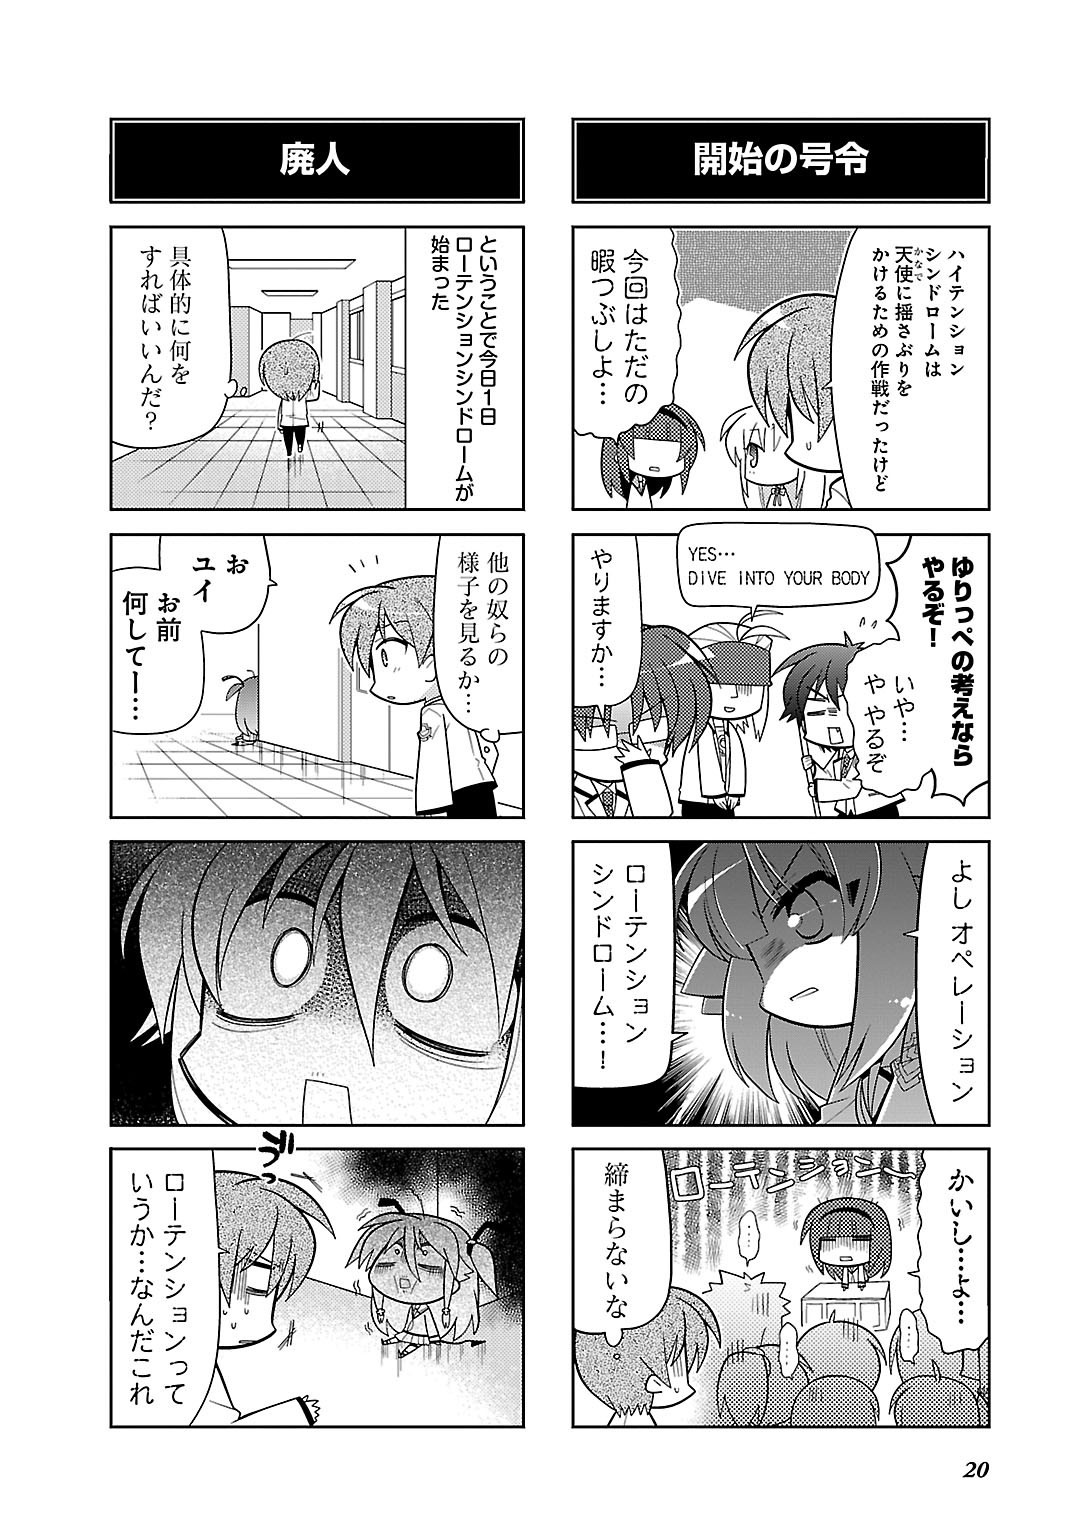 開始の号令
ハイテンション
シンドロームは
天使に揺さぶりを
かなで
かけるための作戦だったけど
今回はただの
暇つぶしよ…
ゆりっぺの考えなら
やるぞ!
いや…
や やるぞ
YES…
DIVE INTO YOUR BODY
やりますか…
よし オペレーション
ローテンション
シンドローム…!
かいし…よ…
ローテンション〜
…
…
…
締まらないな。
廃人
ということで今日1日
ローテンションシンドロームが
始まった
具体的に何を
すればいいんだ?
他の奴らの
様子を見るか…
お
ユイ
お前
何してー…
ゔっ
ローテンションって
いうか…なんだこれ
20